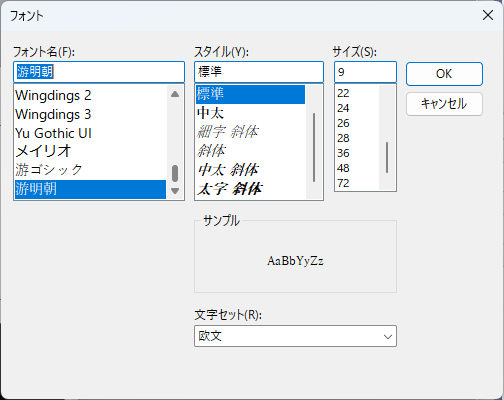 フォント
フォント名(F):
游明朝
Wingdings 2
Wingdings 3
Yu Gothic UI
メイリオ
游ゴシック
游明朝
スタイル(Y):
標準
標準
中太
細字 斜体
斜体
中太 斜体
太字 斜体
サイズ(S):
9
22
24
26
28
36
48
72
OK
キャンセル
サンプル
AaBbYyZz
文字セット(R):
欧文